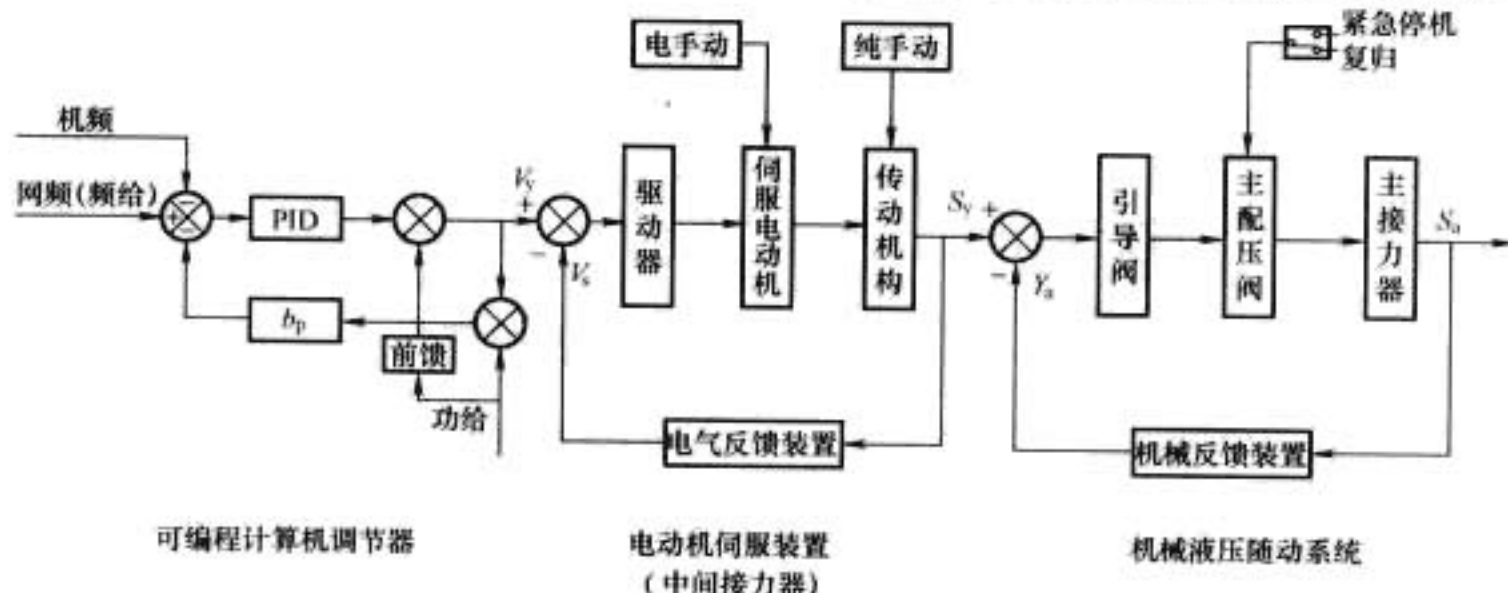 电手动
纯手动
紧急停机
复归
机频
网频(频给)
+
−
−
PID
bp
前馈
功给
Vy
+
−
Vs
驱动器
伺服电动机
传动机构
电气反馈装置
Sy
+
−
Ya
引导阀
主配压阀
主接力器
Sa
机械反馈装置
可编程计算机调节器
电动机伺服装置
(中间接力器)
机械液压随动系统